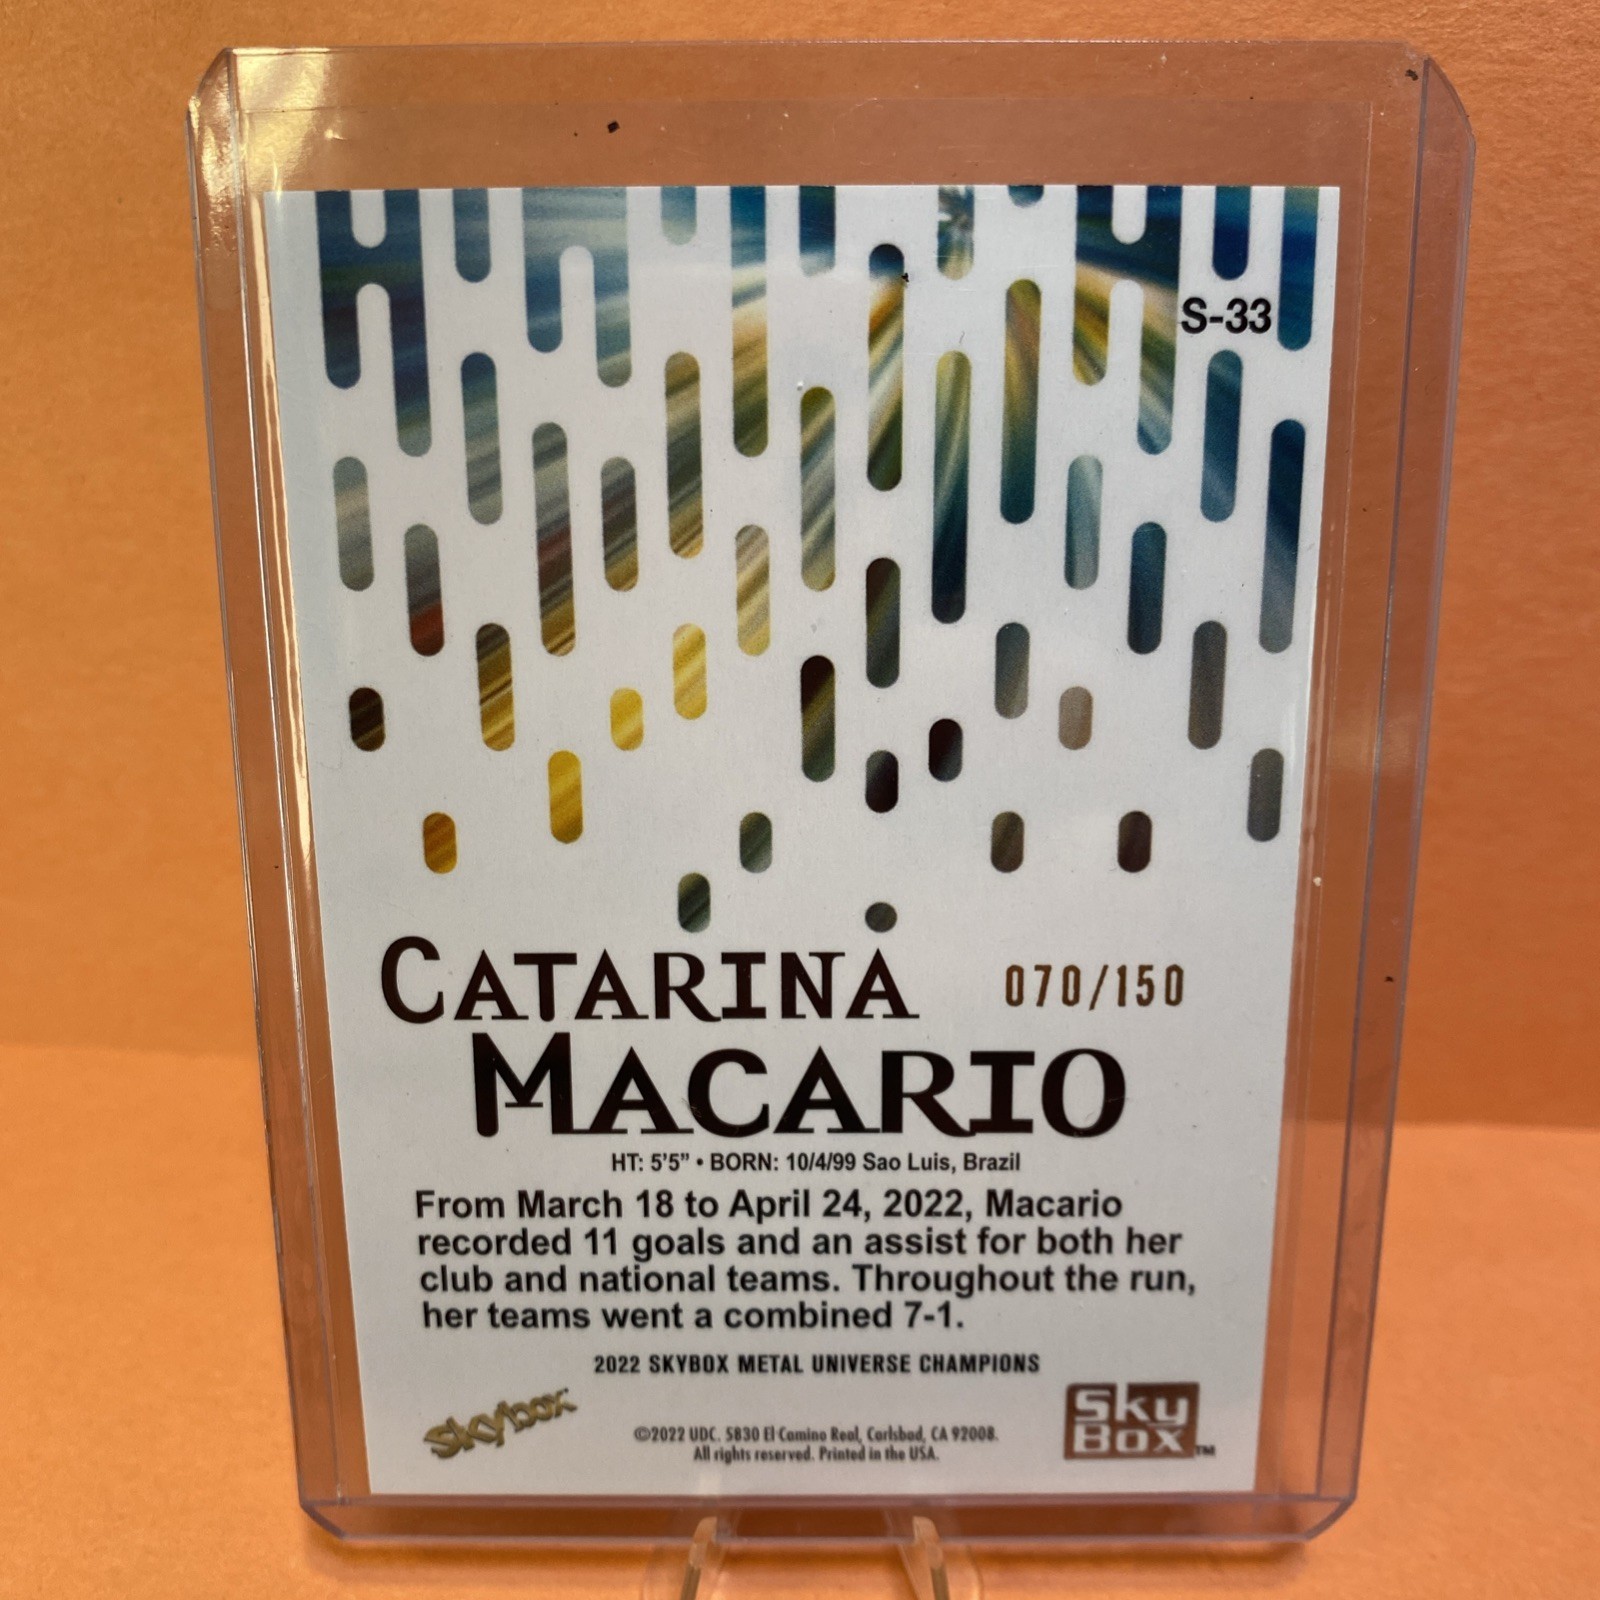 S-33
CATARINA 070/150
MACARIO
HT: 5’5” • BORN: 10/4/99 Sao Luis, Brazil
From March 18 to April 24, 2022, Macario
recorded 11 goals and an assist for both her
club and national teams. Throughout the run,
her teams went a combined 7-1.
2022 SKYBOX METAL UNIVERSE CHAMPIONS
Skybox
©2022 UDC. 5830 El Camino Real, Carlsbad, CA 92008.
All rights reserved. Printed in the USA.
Sky
Box™